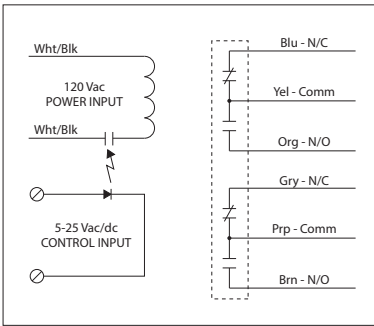 Wht/Blk
120 Vac
POWER INPUT
Wht/Blk
5-25 Vac/dc
CONTROL INPUT
Blu - N/C
Yel - Comm
Org - N/O
Gry - N/C
Prp - Comm
Brn - N/O